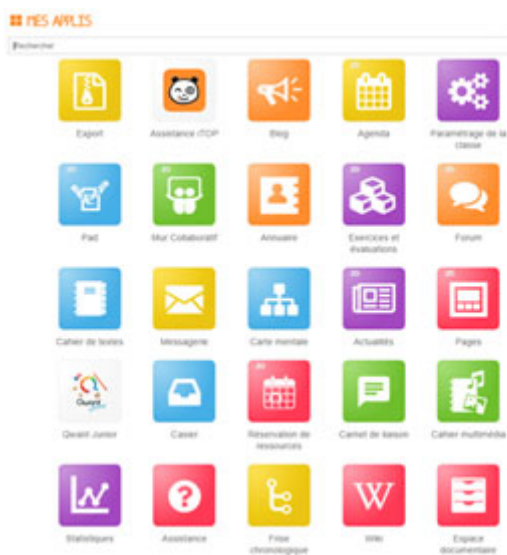 MES APPLIS
Rechercher
Export
Assistance iTOP
Blog
Agenda
Paramétrage de la
classe
Pad
Mur Collaboratif
Annuaire
Exercices et
évaluations
Forum
Cahier de textes
Messagerie
Carte mentale
Actualités
Pages
Qwant Junior
Casier
Réservation de
ressources
Carnet de liaison
Cahier multimédia
Statistiques
Assistance
Frise
chronologique
W
Wiki
Espace
documentaire